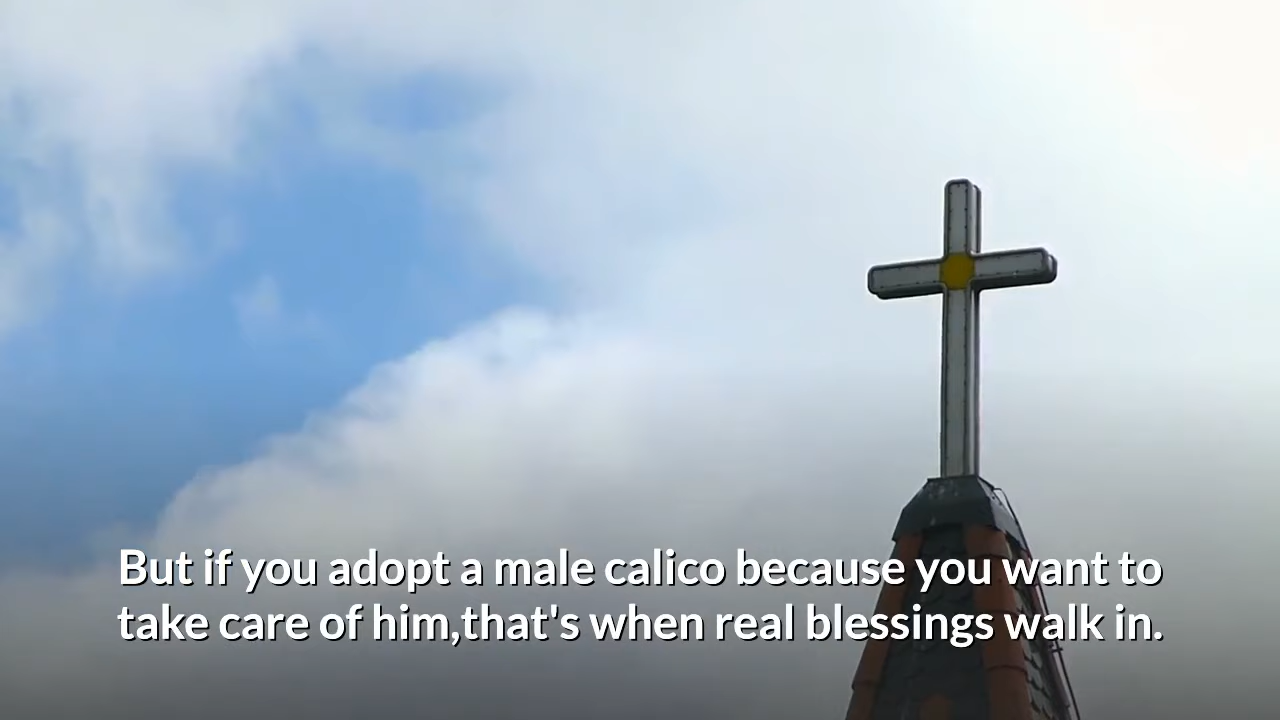 But if you adopt a male calico because you want to
take care of him,that's when real blessings walk in.